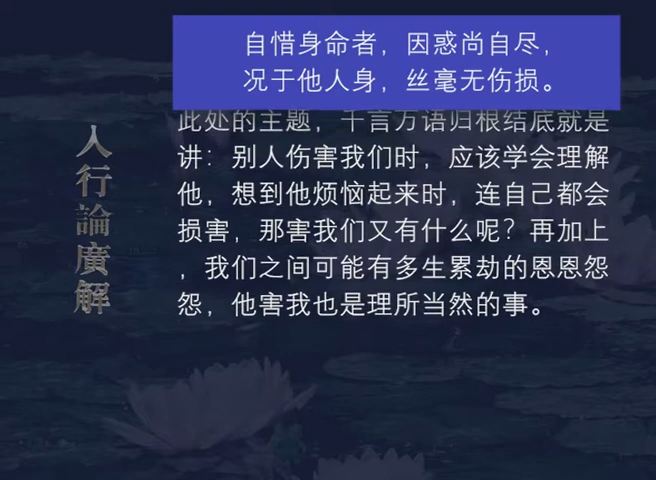 自惜身命者，因惑尚自尽，
况于他人身，丝毫无伤损。
此处的主题，千言万语归根结底就是
讲：别人伤害我们时，应该学会理解
他，想到他烦恼起来时，连自己都会
损害，那害我们又有什么呢？再加上
，我们之间可能有多生累劫的恩恩怨
怨，他害我也是理所当然的事。
入行論廣解